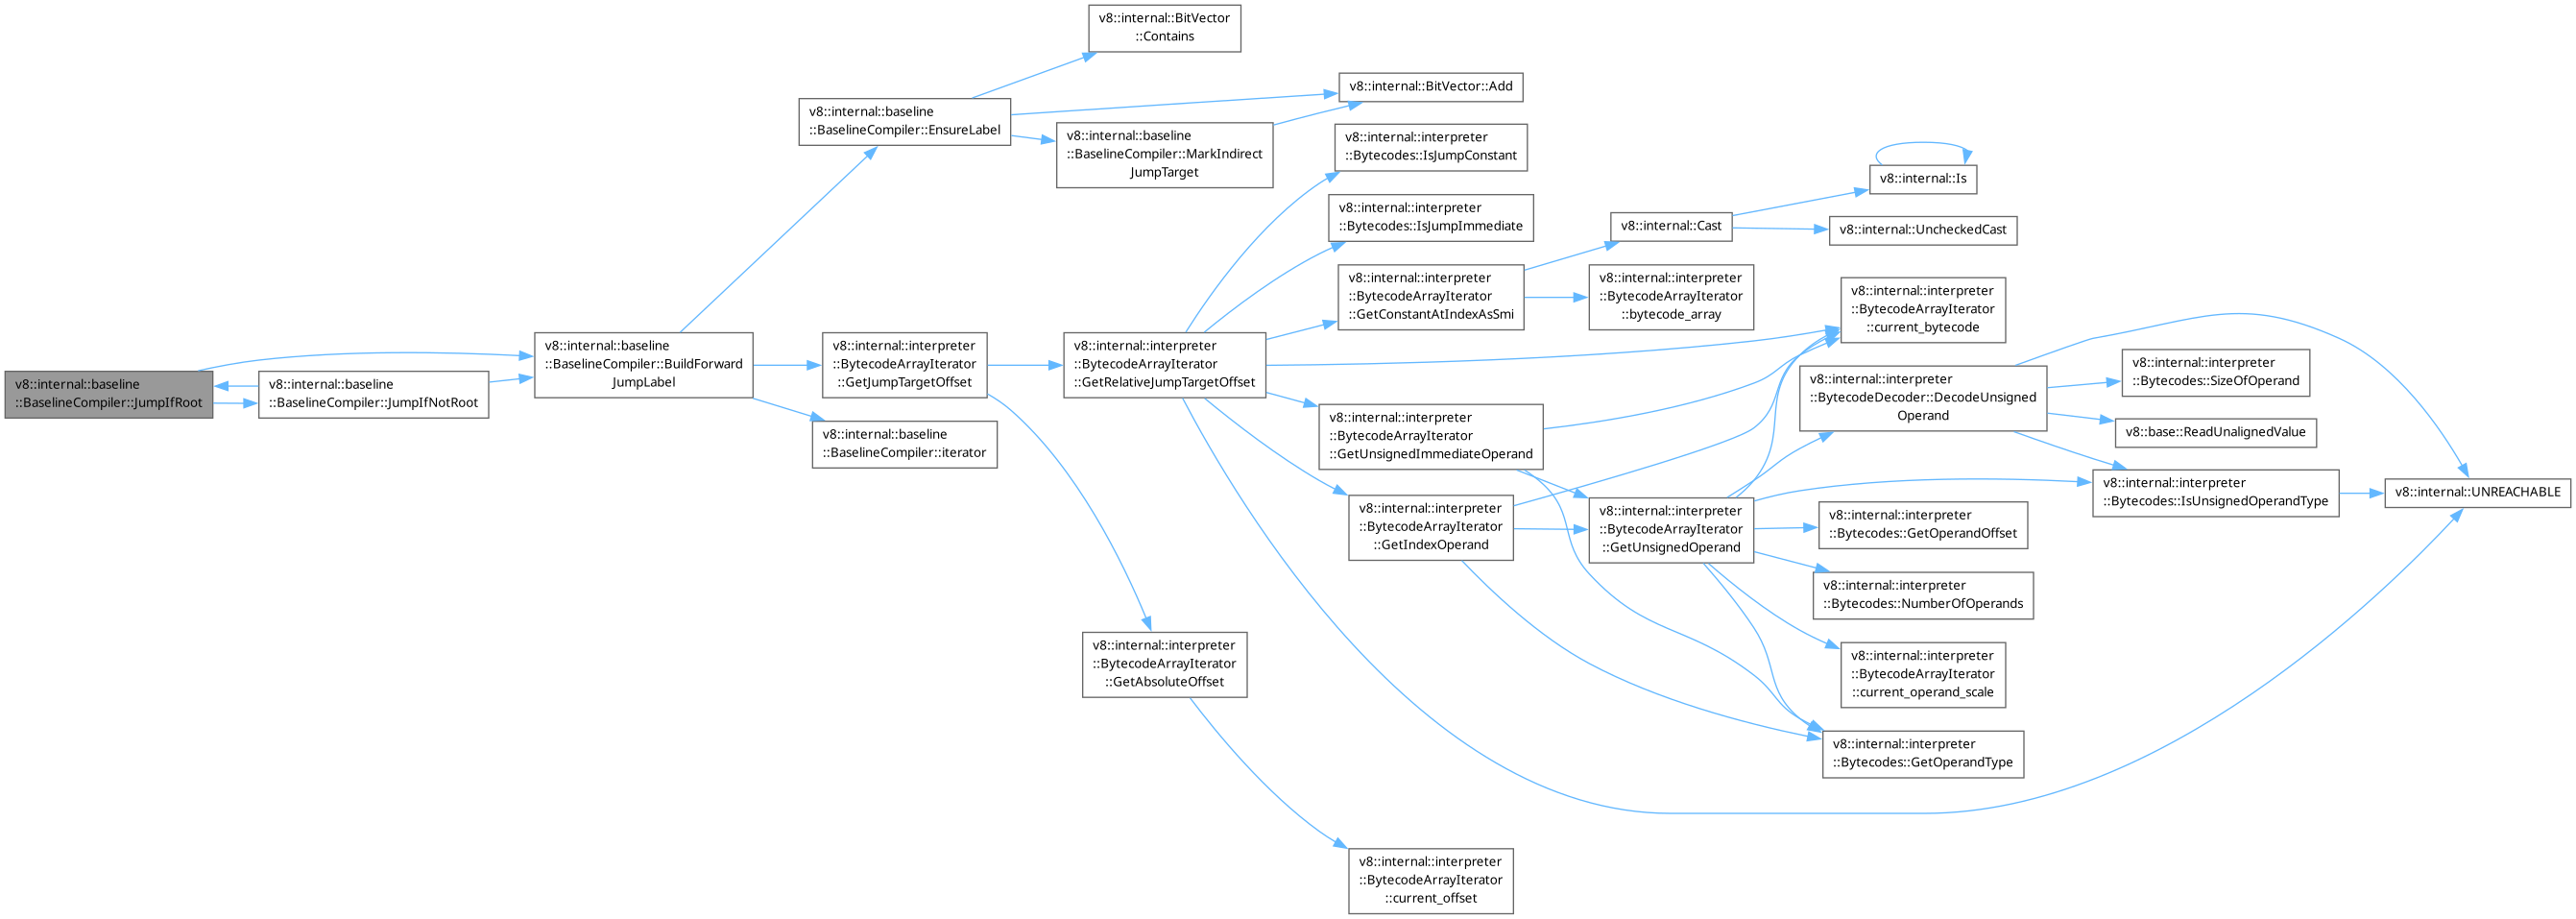 v8::internal::baseline
::BaselineCompiler::JumpIfRoot
v8::internal::baseline
::BaselineCompiler::JumpIfNotRoot
v8::internal::baseline
::BaselineCompiler::BuildForward
JumpLabel
v8::internal::baseline
::BaselineCompiler::EnsureLabel
v8::internal::BitVector
::Contains
v8::internal::BitVector::Add
v8::internal::baseline
::BaselineCompiler::MarkIndirect
JumpTarget
v8::internal::interpreter
::BytecodeArrayIterator
::GetJumpTargetOffset
v8::internal::baseline
::BaselineCompiler::iterator
v8::internal::interpreter
::BytecodeArrayIterator
::GetRelativeJumpTargetOffset
v8::internal::interpreter
::BytecodeArrayIterator
::GetAbsoluteOffset
v8::internal::interpreter
::BytecodeArrayIterator
::current_offset
v8::internal::interpreter
::Bytecodes::IsJumpConstant
v8::internal::interpreter
::Bytecodes::IsJumpImmediate
v8::internal::interpreter
::BytecodeArrayIterator
::GetConstantAtIndexAsSmi
v8::internal::interpreter
::BytecodeArrayIterator
::GetUnsignedImmediateOperand
v8::internal::interpreter
::BytecodeArrayIterator
::GetIndexOperand
v8::internal::Cast
v8::internal::interpreter
::BytecodeArrayIterator
::bytecode_array
v8::internal::Is
v8::internal::UncheckedCast
v8::internal::interpreter
::BytecodeArrayIterator
::current_bytecode
v8::internal::interpreter
::BytecodeArrayIterator
::GetUnsignedOperand
v8::internal::interpreter
::BytecodeDecoder::DecodeUnsigned
Operand
v8::internal::interpreter
::Bytecodes::GetOperandOffset
v8::internal::interpreter
::Bytecodes::NumberOfOperands
v8::internal::interpreter
::BytecodeArrayIterator
::current_operand_scale
v8::internal::interpreter
::Bytecodes::GetOperandType
v8::internal::interpreter
::Bytecodes::SizeOfOperand
v8::base::ReadUnalignedValue
v8::internal::interpreter
::Bytecodes::IsUnsignedOperandType
v8::internal::UNREACHABLE